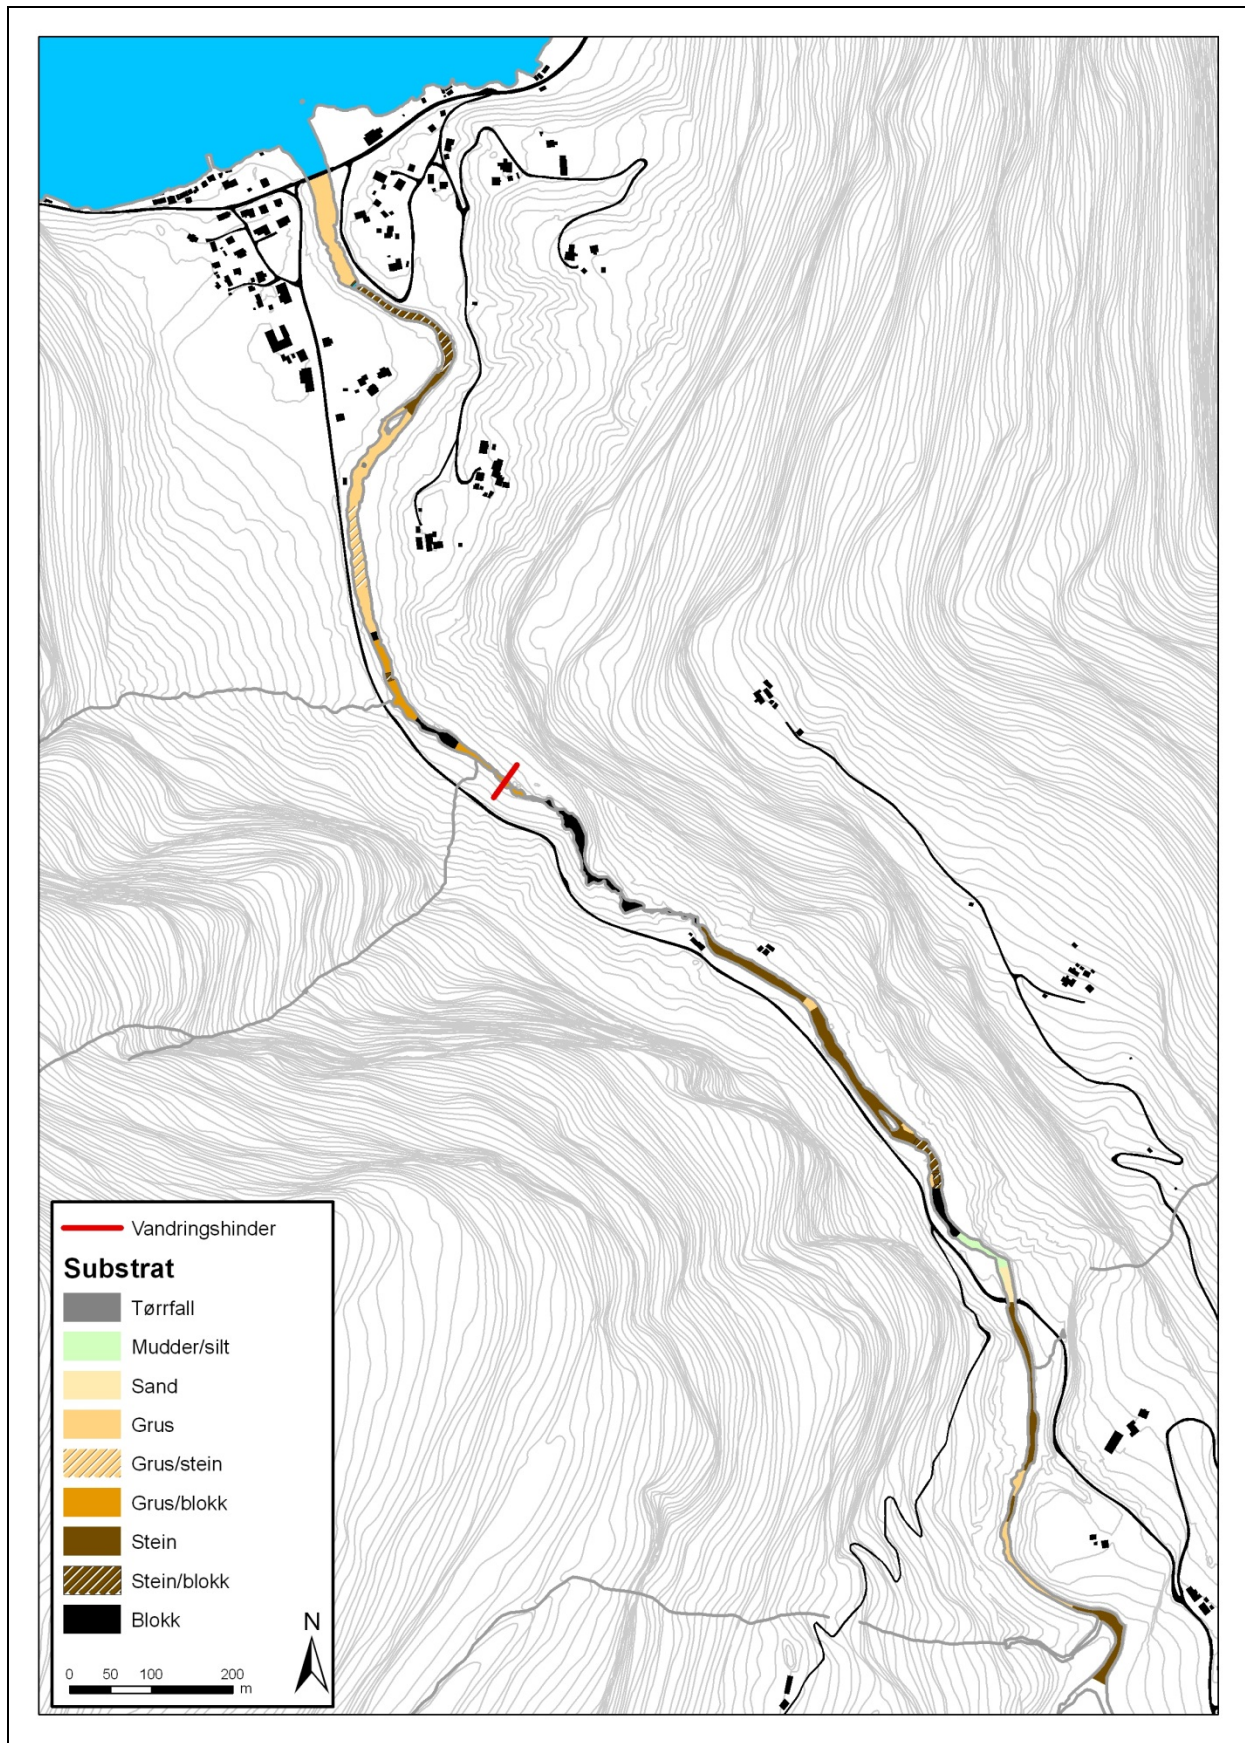 Vandringshinder
Substrat
Tørrfall
Mudder/silt
Sand
Grus
Grus/stein
Grus/blokk
Stein
Stein/blokk
Blokk
N
0 50 100 200
m